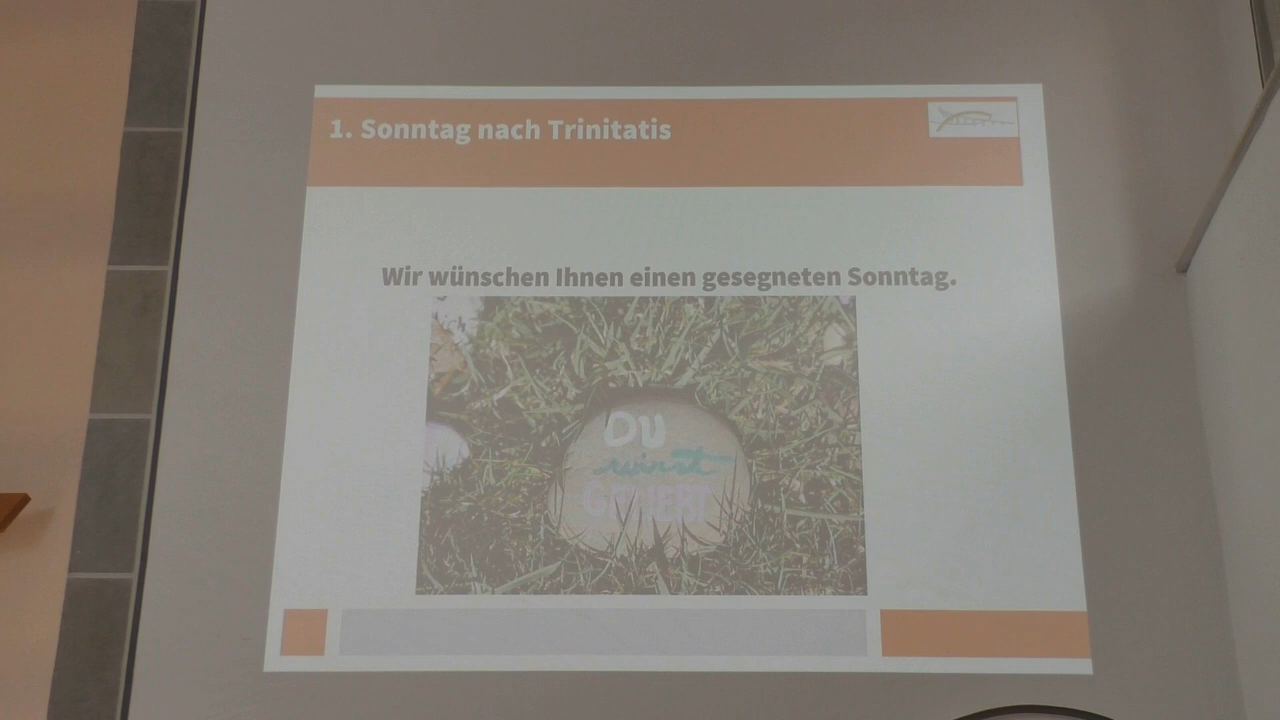 1. Sonntag nach Trinitatis
Wir wünschen Ihnen einen gesegneten Sonntag.
DU
wirst